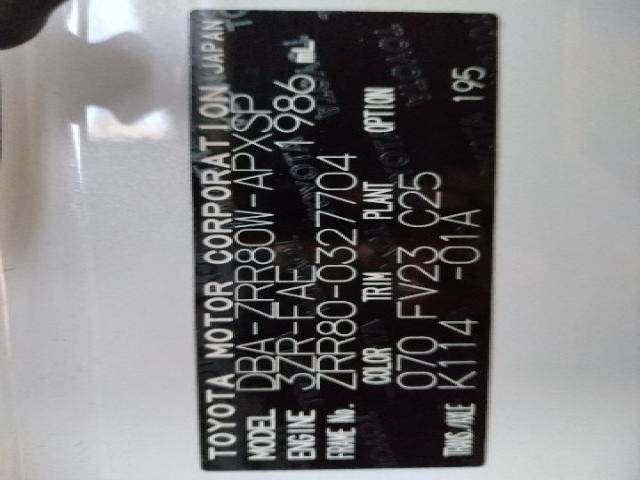 TOYOTA MOTOR CORPORATION JAPAN
MODEL DBA-ZRR80W-APXSP
ENGINE 3ZR-FAE 1986 mL
FRAME No. ZRR80-0327704
COLOR TRIM PLANT OPTION
070 FV23 C25
TRANS./AXLE K114 -01A 195